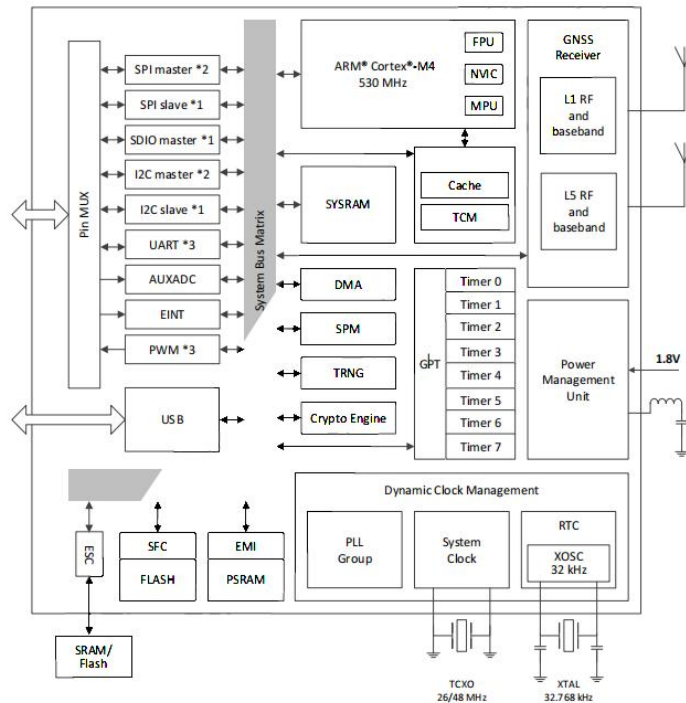 Pin MUX
SPI master *2
SPI slave *1
SDIO master *1
I2C master *2
I2C slave *1
UART *3
AUXADC
EINT
PWM *3
USB
System Bus Matrix
ARM® Cortex®-M4
530 MHz
FPU
NVIC
MPU
SYSRAM
Cache
TCM
DMA
SPM
TRNG
Crypto Engine
GPT
Timer 0
Timer 1
Timer 2
Timer 3
Timer 4
Timer 5
Timer 6
Timer 7
GNSS
Receiver
L1 RF
and
baseband
L5 RF
and
baseband
Power
Management
Unit
1.8V
ESC
SFC
FLASH
EMI
PSRAM
SRAM/
Flash
Dynamic Clock Management
PLL
Group
System
Clock
RTC
XOSC
32 kHz
TCXO
26/48 MHz
XTAL
32.768 kHz